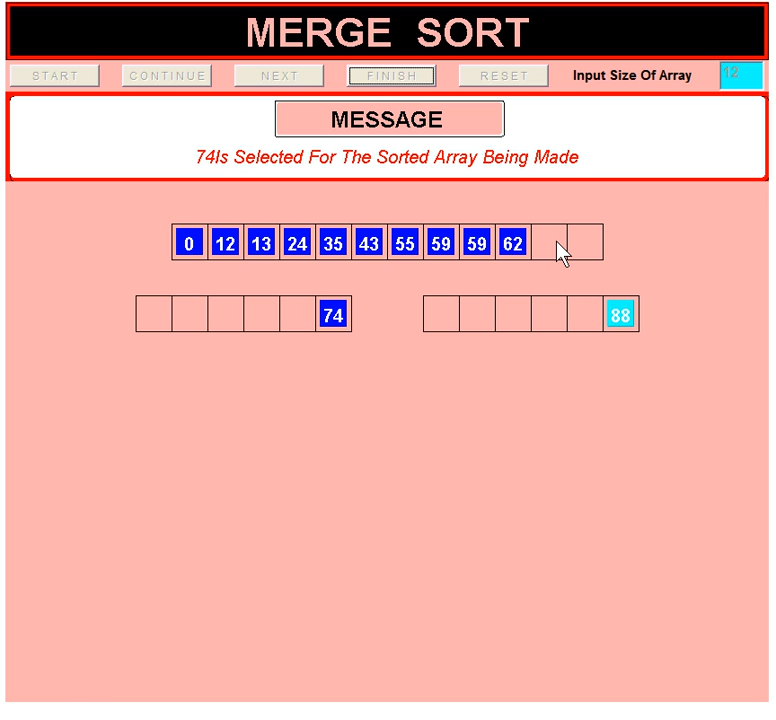 MERGE SORT
START CONTINUE NEXT FINISH RESET Input Size Of Array 12
MESSAGE
74Is Selected For The Sorted Array Being Made
0 12 13 24 35 43 55 59 59 62
74 88